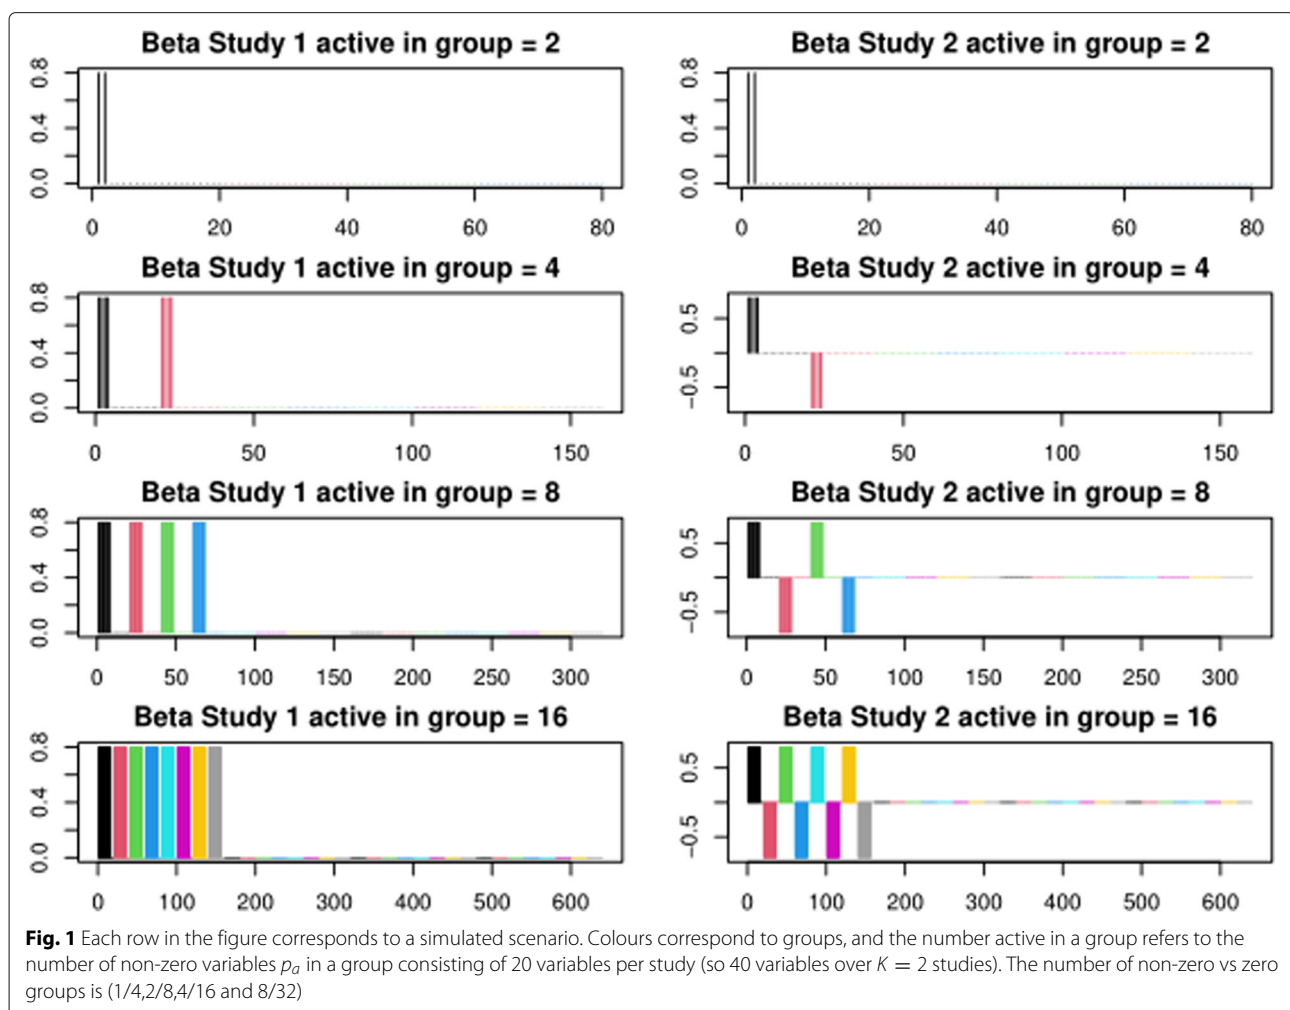 Beta Study 1 active in group = 2
0.0 0.4 0.8
0 20 40 60 80
Beta Study 2 active in group = 2
0.0 0.4 0.8
0 20 40 60 80
Beta Study 1 active in group = 4
0.0 0.4 0.8
0 50 100 150
Beta Study 2 active in group = 4
−0.5 0.5
0 50 100 150
Beta Study 1 active in group = 8
0.0 0.4 0.8
0 50 100 150 200 250 300
Beta Study 2 active in group = 8
−0.5 0.5
0 50 100 150 200 250 300
Beta Study 1 active in group = 16
0.0 0.4 0.8
0 100 200 300 400 500 600
Beta Study 2 active in group = 16
−0.5 0.5
0 100 200 300 400 500 600
Fig. 1 Each row in the figure corresponds to a simulated scenario. Colours correspond to groups, and the number active in a group refers to the
number of non-zero variables pa in a group consisting of 20 variables per study (so 40 variables over K = 2 studies). The number of non-zero vs zero
groups is (1/4,2/8,4/16 and 8/32)